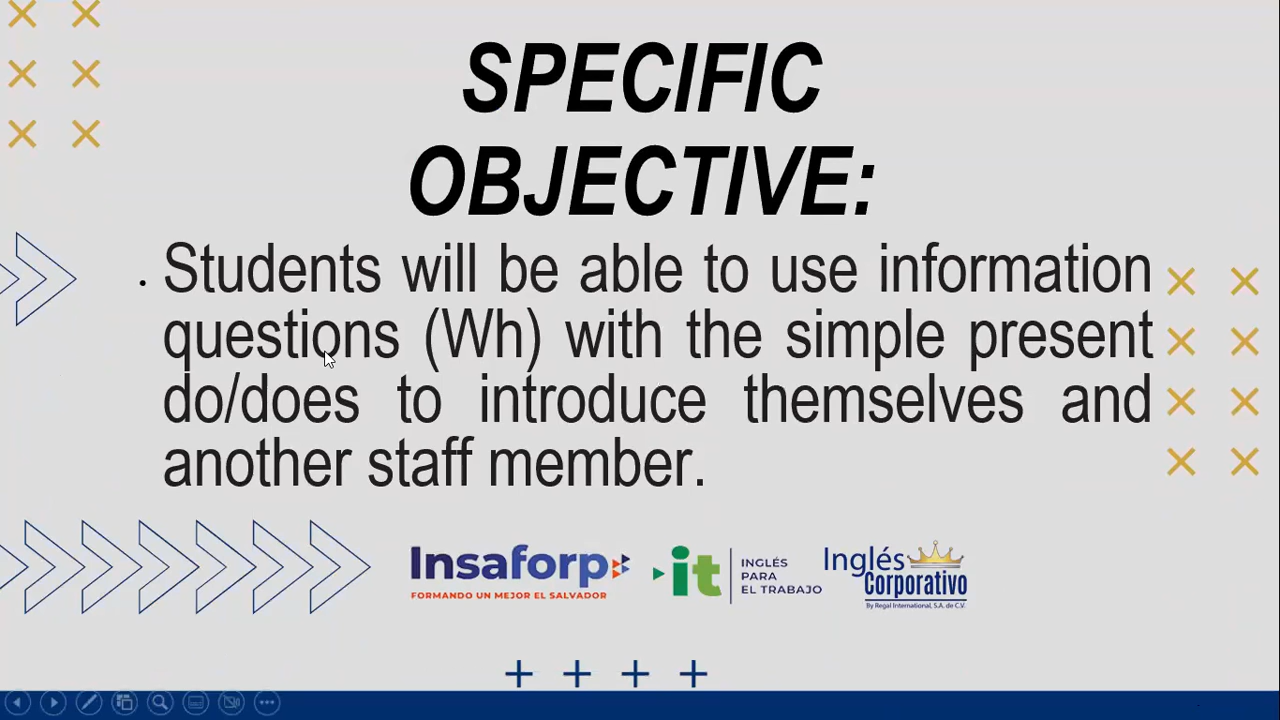 SPECIFIC
OBJECTIVE:
Students will be able to use information
questions (Wh) with the simple present
do/does to introduce themselves and
another staff member.
Insaforp
FORMANDO UN MEJOR EL SALVADOR
it
INGLÉS
PARA
EL TRABAJO
Inglés
Corporativo
By Regal International, S.A. de C.V.